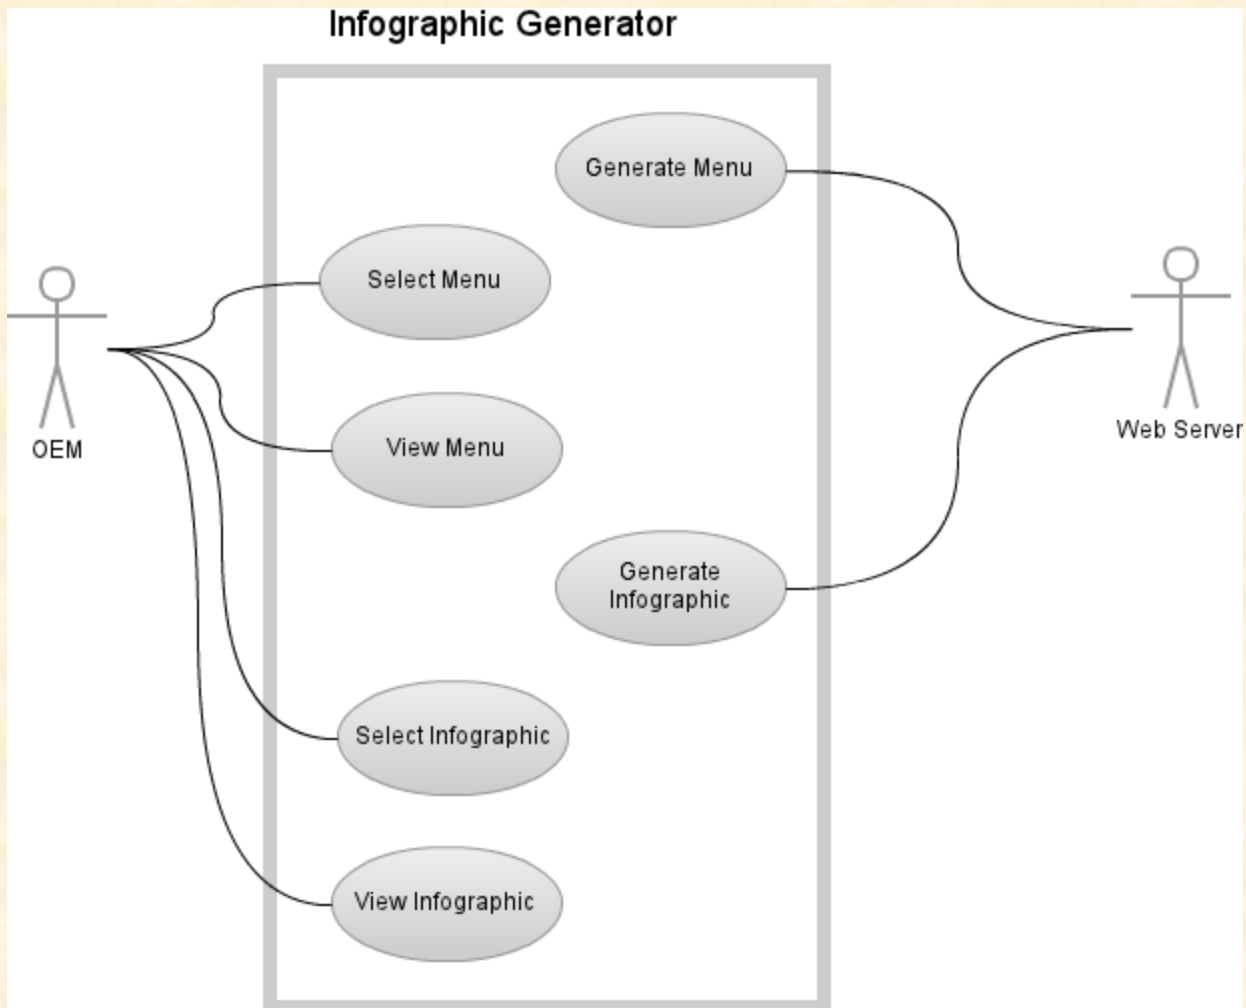 Infographic Generator
Generate Menu
Select Menu
OEM
View Menu
Web Server
Generate
Infographic
Select Infographic
View Infographic